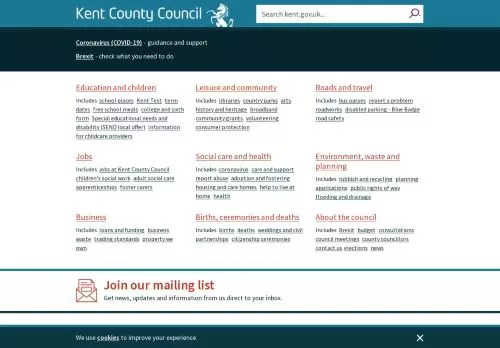 Kent County Council
Search kent.gov.uk...
Coronavirus (COVID-19) - guidance and support
Brexit - check what you need to do
Education and children
Includes school places Kent Test term
dates free school meals college and sixth
form Special educational needs and
disability (SEND local offer) information
for childcare providers
Leisure and community
Includes libraries country parks arts
history and heritage broadband
community grants volunteering
consumer protection
Roads and travel
Includes bus passes report a problem
roadworks disabled parking - Blue Badge
road safety
Jobs
Includes jobs at Kent County Council
children's social work adult social care
apprenticeships foster carers
Social care and health
Includes coronavirus care and support
report abuse adoption and fostering
housing and care homes help to live at
home health
Environment, waste and
planning
Includes rubbish and recycling planning
applications public rights of way
flooding and drainage
Business
Includes loans and funding business
waste trading standards property we
own
Births, ceremonies and deaths
Includes births deaths weddings and civil
partnerships citizenship ceremonies
About the council
Includes Brexit budget consultations
council meetings county councillors
contact us elections news
Join our mailing list
Get news, updates and information from us direct to your inbox.
We use cookies to improve your experience.